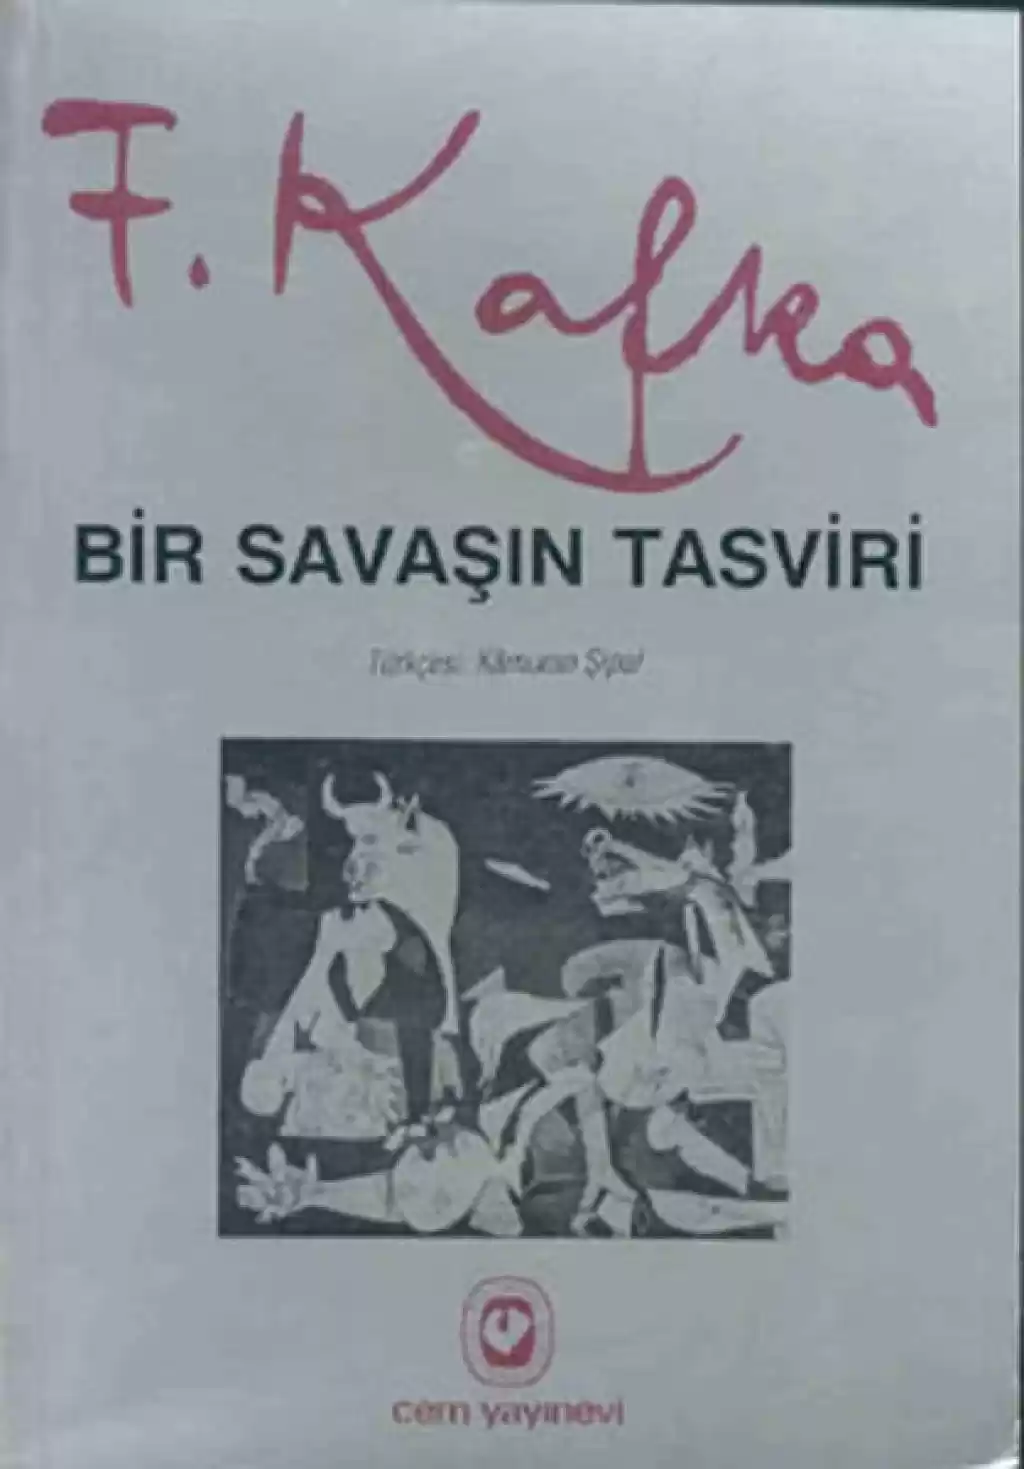 F. Kafka
BİR SAVAŞIN TASVİRİ
Türkçesi: Kâmuran Şipal
cem yayınevi